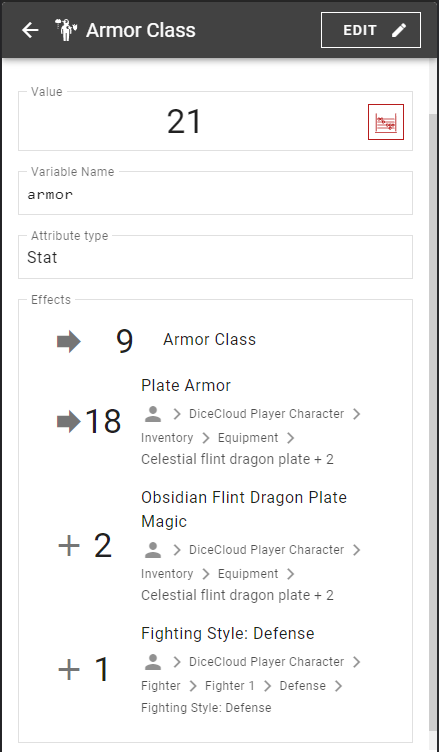 Armor Class
EDIT
Value
21
Variable Name
armor
Attribute type
Stat
Effects
9 Armor Class
Plate Armor
18
DiceCloud Player Character
Inventory Equipment
Celestial flint dragon plate + 2
Obsidian Flint Dragon Plate
Magic
+ 2
DiceCloud Player Character
Inventory Equipment
Celestial flint dragon plate + 2
Fighting Style: Defense
+ 1
DiceCloud Player Character
Fighter Fighter 1 Defense
Fighting Style: Defense